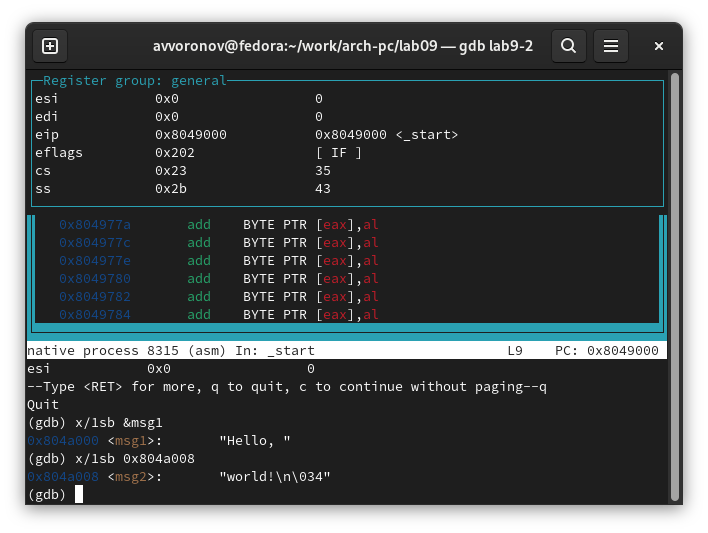 avvoronov@fedora:~/work/arch-pc/lab09 — gdb lab9-2
Register group: general
esi 0x0 0
edi 0x0 0
eip 0x8049000 0x8049000 <_start>
eflags 0x202 [ IF ]
cs 0x23 35
ss 0x2b 43
0x804977a add BYTE PTR [eax],al
0x804977c add BYTE PTR [eax],al
0x804977e add BYTE PTR [eax],al
0x8049780 add BYTE PTR [eax],al
0x8049782 add BYTE PTR [eax],al
0x8049784 add BYTE PTR [eax],al
native process 8315 (asm) In: _start L9 PC: 0x8049000
esi 0x0 0
--Type <RET> for more, q to quit, c to continue without paging--q
Quit
(gdb) x/1sb &msg1
0x804a000 <msg1>: "Hello, "
(gdb) x/1sb 0x804a008
0x804a008 <msg2>: "world!\n\034"
(gdb)